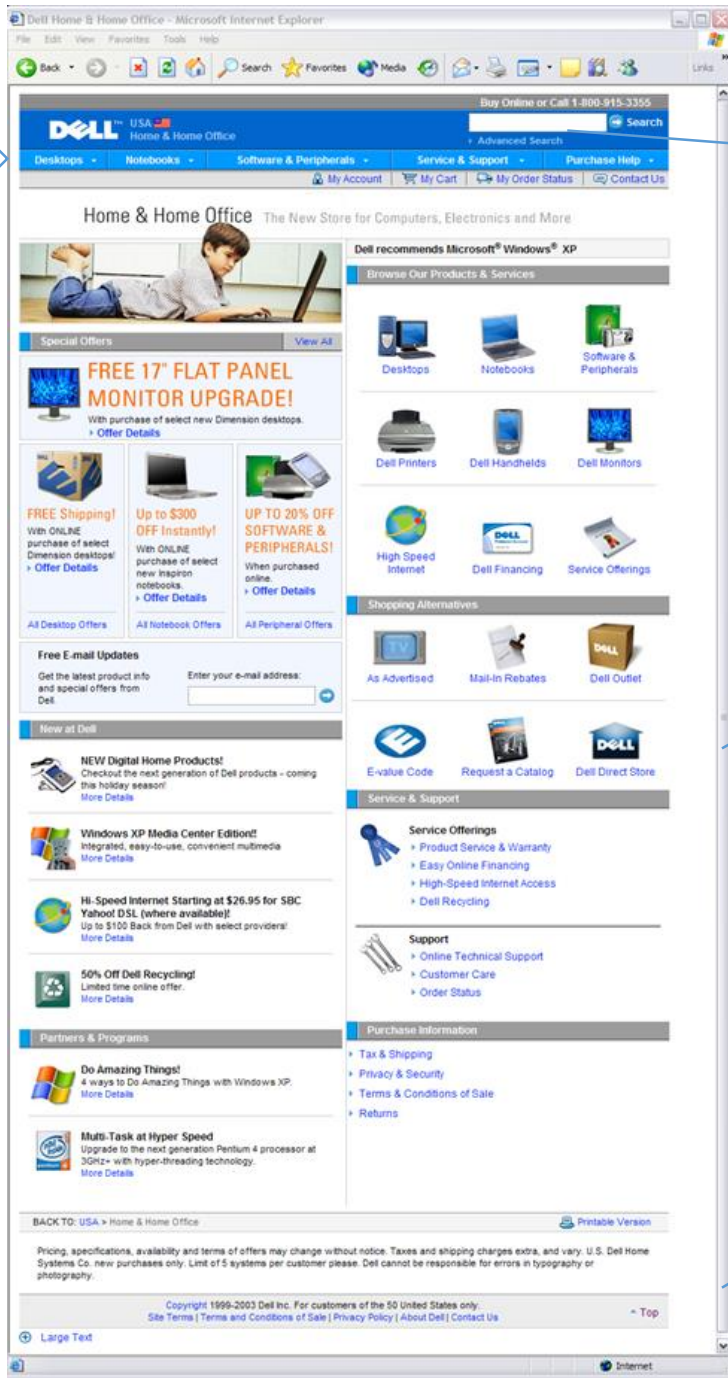 Dell Home & Home Office - Microsoft Internet Explorer
File Edit View Favorites Tools Help
Back Search Favorites Media Links
Buy Online or Call 1-800-915-3355
DELL™ USA
Home & Home Office
Search
Advanced Search
Desktops Notebooks Software & Peripherals Service & Support Purchase Help
My Account My Cart My Order Status Contact Us
Home & Home Office The New Store for Computers, Electronics and More
Special Offers View All
FREE 17" FLAT PANEL
MONITOR UPGRADE!
With purchase of select new Dimension desktops.
Offer Details
FREE Shipping!
With ONLINE
purchase of select
Dimension desktops!
Offer Details
All Desktop Offers
Up to $300
OFF Instantly!
With ONLINE
purchase of select
new Inspiron
notebooks.
Offer Details
All Notebook Offers
UP TO 20% OFF
SOFTWARE &
PERIPHERALS!
When purchased
online.
Offer Details
All Peripheral Offers
Free E-mail Updates
Get the latest product info
and special offers from
Dell.
Enter your e-mail address:
New at Dell
NEW Digital Home Products!
Checkout the next generation of Dell products - coming
this holiday season!
More Details
Windows XP Media Center Edition!!
Integrated, easy-to-use, convenient multimedia
More Details
Hi-Speed Internet Starting at $26.95 for SBC
Yahoo! DSL (where available)!
Up to $100 Back from Dell with select providers!
More Details
50% Off Dell Recycling!
Limited time online offer.
More Details
Partners & Programs
Do Amazing Things!
4 ways to Do Amazing Things with Windows XP.
More Details
Multi-Task at Hyper Speed
Upgrade to the next generation Pentium 4 processor at
3GHz+ with hyper-threading technology.
More Details
Dell recommends Microsoft® Windows® XP
Browse Our Products & Services
Desktops
Notebooks
Software &
Peripherals
Dell Printers
Dell Handhelds
Dell Monitors
High Speed
Internet
DELL
Dell Financing
Service Offerings
Shopping Alternatives
TV
As Advertised
Mail-In Rebates
DELL
Dell Outlet
E-value Code
Request a Catalog
DELL
Dell Direct Store
Service & Support
Service Offerings
Product Service & Warranty
Easy Online Financing
High-Speed Internet Access
Dell Recycling
Support
Online Technical Support
Customer Care
Order Status
Purchase Information
Tax & Shipping
Privacy & Security
Terms & Conditions of Sale
Returns
BACK TO: USA > Home & Home Office
Printable Version
Pricing, specifications, availability and terms of offers may change without notice. Taxes and shipping charges extra, and vary. U.S. Dell Home
Systems Co. new purchases only. Limit of 5 systems per customer please. Dell cannot be responsible for errors in typography or
photography.
Copyright 1999-2003 Dell Inc. For customers of the 50 United States only.
Site Terms | Terms and Conditions of Sale | Privacy Policy | About Dell | Contact Us
Top
Large Text
Internet